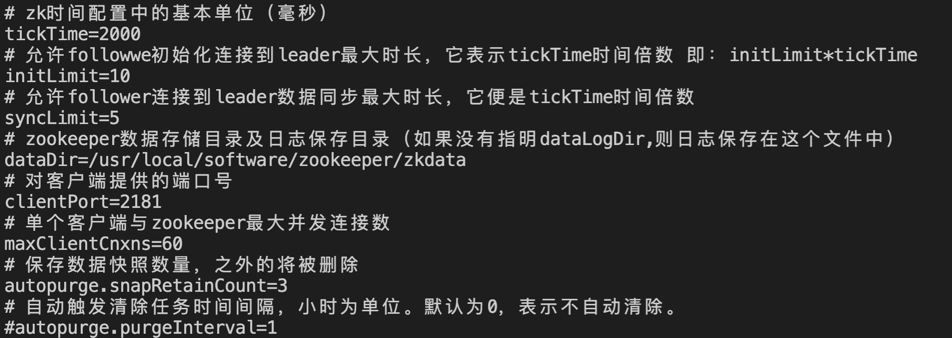 # zk时间配置中的基本单位（毫秒）
tickTime=2000
# 允许followwe初始化连接到leader最大时长，它表示tickTime时间倍数 即：initLimit*tickTime
initLimit=10
# 允许follower连接到leader数据同步最大时长，它便是tickTime时间倍数
syncLimit=5
# zookeeper数据存储目录及日志保存目录（如果没有指明dataLogDir,则日志保存在这个文件中）
dataDir=/usr/local/software/zookeeper/zkdata
# 对客户端提供的端口号
clientPort=2181
# 单个客户端与zookeeper最大并发连接数
maxClientCnxns=60
# 保存数据快照数量，之外的将被删除
autopurge.snapRetainCount=3
# 自动触发清除任务时间间隔，小时为单位。默认为0，表示不自动清除。
#autopurge.purgeInterval=1